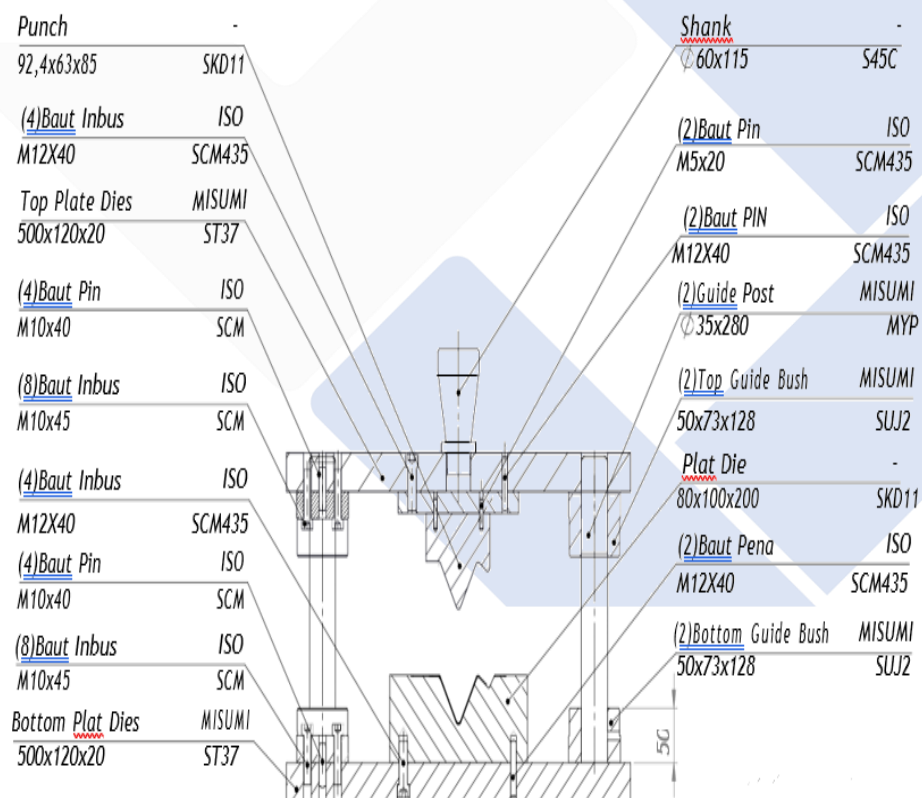 Punch -
92,4x63x85 SKD11
(4)Baut Inbus ISO
M12X40 SCM435
Top Plate Dies MISUMI
500x120x20 ST37
(4)Baut Pin ISO
M10x40 SCM
(8)Baut Inbus ISO
M10x45 SCM
(4)Baut Inbus ISO
M12X40 SCM435
(4)Baut Pin ISO
M10x40 SCM
(8)Baut Inbus ISO
M10x45 SCM
Bottom Plat Dies MISUMI
500x120x20 ST37
Shank -
∅60x115 S45C
(2)Baut Pin ISO
M5x20 SCM435
(2)Baut PIN ISO
M12X40 SCM435
(2)Guide Post MISUMI
∅35x280 MYP
(2)Top Guide Bush MISUMI
50x73x128 SUJ2
Plat Die -
80x100x200 SKD11
(2)Baut Pena ISO
M12X40 SCM435
(2)Bottom Guide Bush MISUMI
50x73x128 SUJ2
50